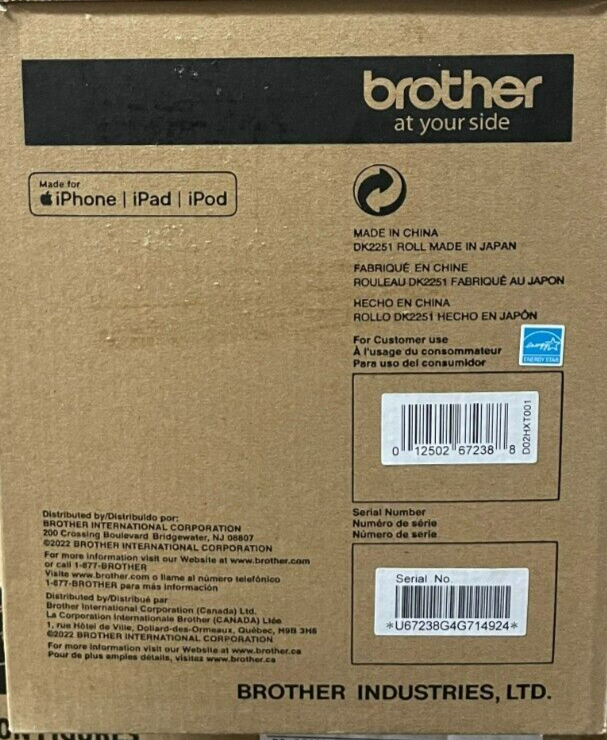 brother
at your side
Made for
iPhone | iPad | iPod
MADE IN CHINA
DK2251 ROLL MADE IN JAPAN
FABRIQUÉ EN CHINE
ROULEAU DK2251 FABRIQUÉ AU JAPON
HECHO EN CHINA
ROLLO DK2251 HECHO EN JAPÓN
For Customer use
À l'usage du consommateur
Para uso del consumidor
ENERGY STAR
0 12502 67238 8
D02HXT001
Serial Number
Numéro de série
Número de serie
Serial No.
*U67238G4G714924*
Distributed by/Distribuido por:
BROTHER INTERNATIONAL CORPORATION
200 Crossing Boulevard Bridgewater, NJ 08807
©2022 BROTHER INTERNATIONAL CORPORATION
For more information visit our Website at www.brother.com
or call 1-877-BROTHER
Visite www.brother.com o llame al número telefónico
1-877-BROTHER para más información
Distributed by/Distribué par
Brother International Corporation (Canada) Ltd.
La Corporation Internationale Brother (CANADA) Ltée
1, rue Hôtel de Ville, Dollard-des-Ormeaux, Québec, H9B 3H6
©2022 BROTHER INTERNATIONAL CORPORATION
For more information visit our Website at www.brother.ca
Pour de plus amples détails, visitez www.brother.ca
BROTHER INDUSTRIES, LTD.